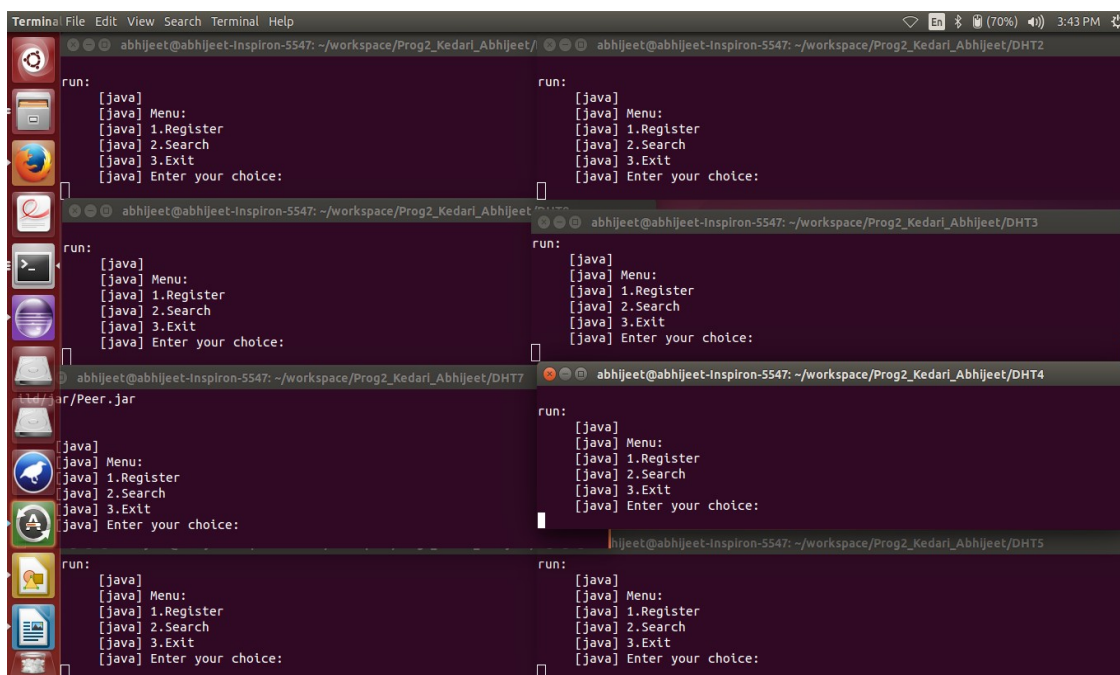 Terminal File Edit View Search Terminal Help
En (70%) 3:43 PM
abhijeet@abhijeet-Inspiron-5547: ~/workspace/Prog2_Kedari_Abhijeet/
run:
[java]
[java] Menu:
[java] 1.Register
[java] 2.Search
[java] 3.Exit
[java] Enter your choice:
abhijeet@abhijeet-Inspiron-5547: ~/workspace/Prog2_Kedari_Abhijeet/DHT2
run:
[java]
[java] Menu:
[java] 1.Register
[java] 2.Search
[java] 3.Exit
[java] Enter your choice:
abhijeet@abhijeet-Inspiron-5547: ~/workspace/Prog2_Kedari_Abhijeet
run:
[java]
[java] Menu:
[java] 1.Register
[java] 2.Search
[java] 3.Exit
[java] Enter your choice:
abhijeet@abhijeet-Inspiron-5547: ~/workspace/Prog2_Kedari_Abhijeet/DHT3
run:
[java]
[java] Menu:
[java] 1.Register
[java] 2.Search
[java] 3.Exit
[java] Enter your choice:
abhijeet@abhijeet-Inspiron-5547: ~/workspace/Prog2_Kedari_Abhijeet/DHT7
ild/jar/Peer.jar
[java]
[java] Menu:
[java] 1.Register
[java] 2.Search
[java] 3.Exit
[java] Enter your choice:
abhijeet@abhijeet-Inspiron-5547: ~/workspace/Prog2_Kedari_Abhijeet/DHT4
run:
[java]
[java] Menu:
[java] 1.Register
[java] 2.Search
[java] 3.Exit
[java] Enter your choice:
run:
[java]
[java] Menu:
[java] 1.Register
[java] 2.Search
[java] 3.Exit
[java] Enter your choice:
hijeet@abhijeet-Inspiron-5547: ~/workspace/Prog2_Kedari_Abhijeet/DHT5
run:
[java]
[java] Menu:
[java] 1.Register
[java] 2.Search
[java] 3.Exit
[java] Enter your choice: